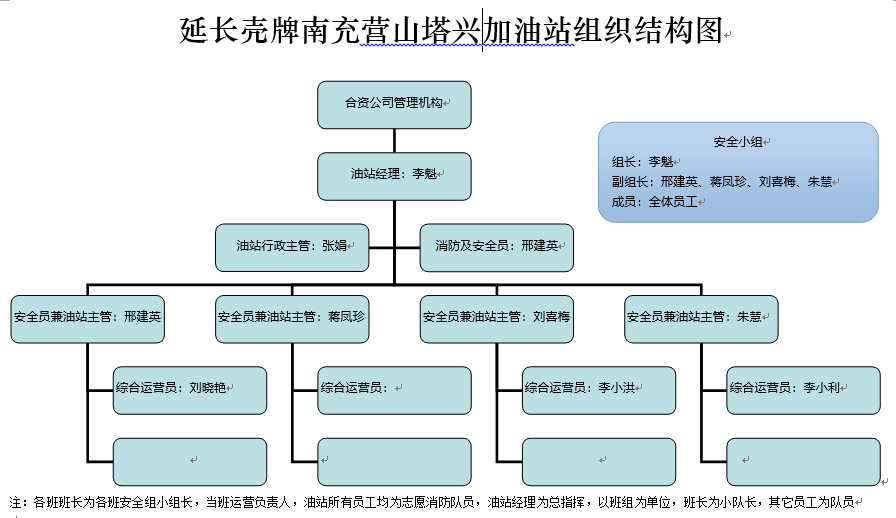 延长壳牌南充营山塔兴加油站组织结构图
合资公司管理机构
油站经理：李魁
安全小组
组长：李魁
副组长：邢建英、蒋凤珍、刘喜梅、朱慧
成员：全体员工
油站行政主管：张娟
消防及安全员：邢建英
安全员兼油站主管：邢建英
安全员兼油站主管：蒋凤珍
安全员兼油站主管：刘喜梅
安全员兼油站主管：朱慧
综合运营员：刘晓艳
综合运营员：
综合运营员：李小洪
综合运营员：李小利
注：各班班长为各班安全组小组长，当班运营负责人，油站所有员工均为志愿消防队员，油站经理为总指挥，以班组为单位，班长为小队长，其它员工为队员